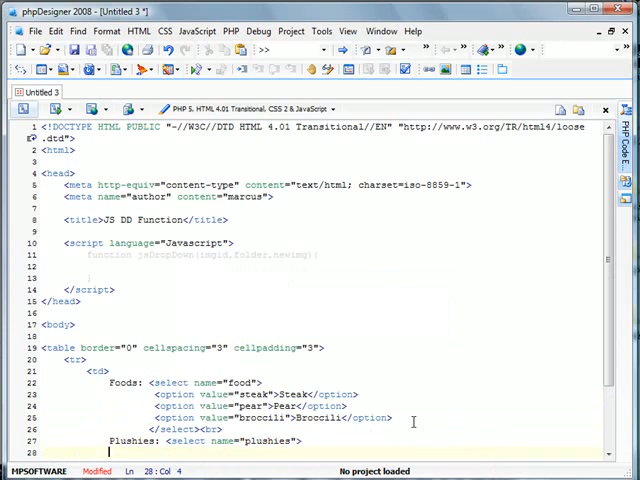 phpDesigner 2008 - [Untitled 3 *]
File Edit Find Format HTML CSS JavaScript PHP Debug Project Tools View Window Help
>>
Untitled 3
PHP 5, HTML 4.01 Transitional, CSS 2 & JavaScript
1 <!DOCTYPE HTML PUBLIC "-//W3C//DTD HTML 4.01 Transitional//EN" "http://www.w3.org/TR/html4/loose
.dtd">
2 <html>
3
4 <head>
5 <meta http-equiv="content-type" content="text/html; charset=iso-8859-1">
6 <meta name="author" content="marcus">
7
8 <title>JS DD Function</title>
9
10 <script language="Javascript">
11 function jsDropDown(imgid,folder,newimg){
12
13 }
14 </script>
15 </head>
16
17 <body>
18
19 <table border="0" cellspacing="3" cellpadding="3">
20 <tr>
21 <td>
22 Foods: <select name="food">
23 <option value="steak">Steak</option>
24 <option value="pear">Pear</option>
25 <option value="broccili">Broccili</option>
26 </select><br>
27 Plushies: <select name="plushies">
28
PHP Code E
MPSOFTWARE Modified Ln 28 : Col 4 No project loaded